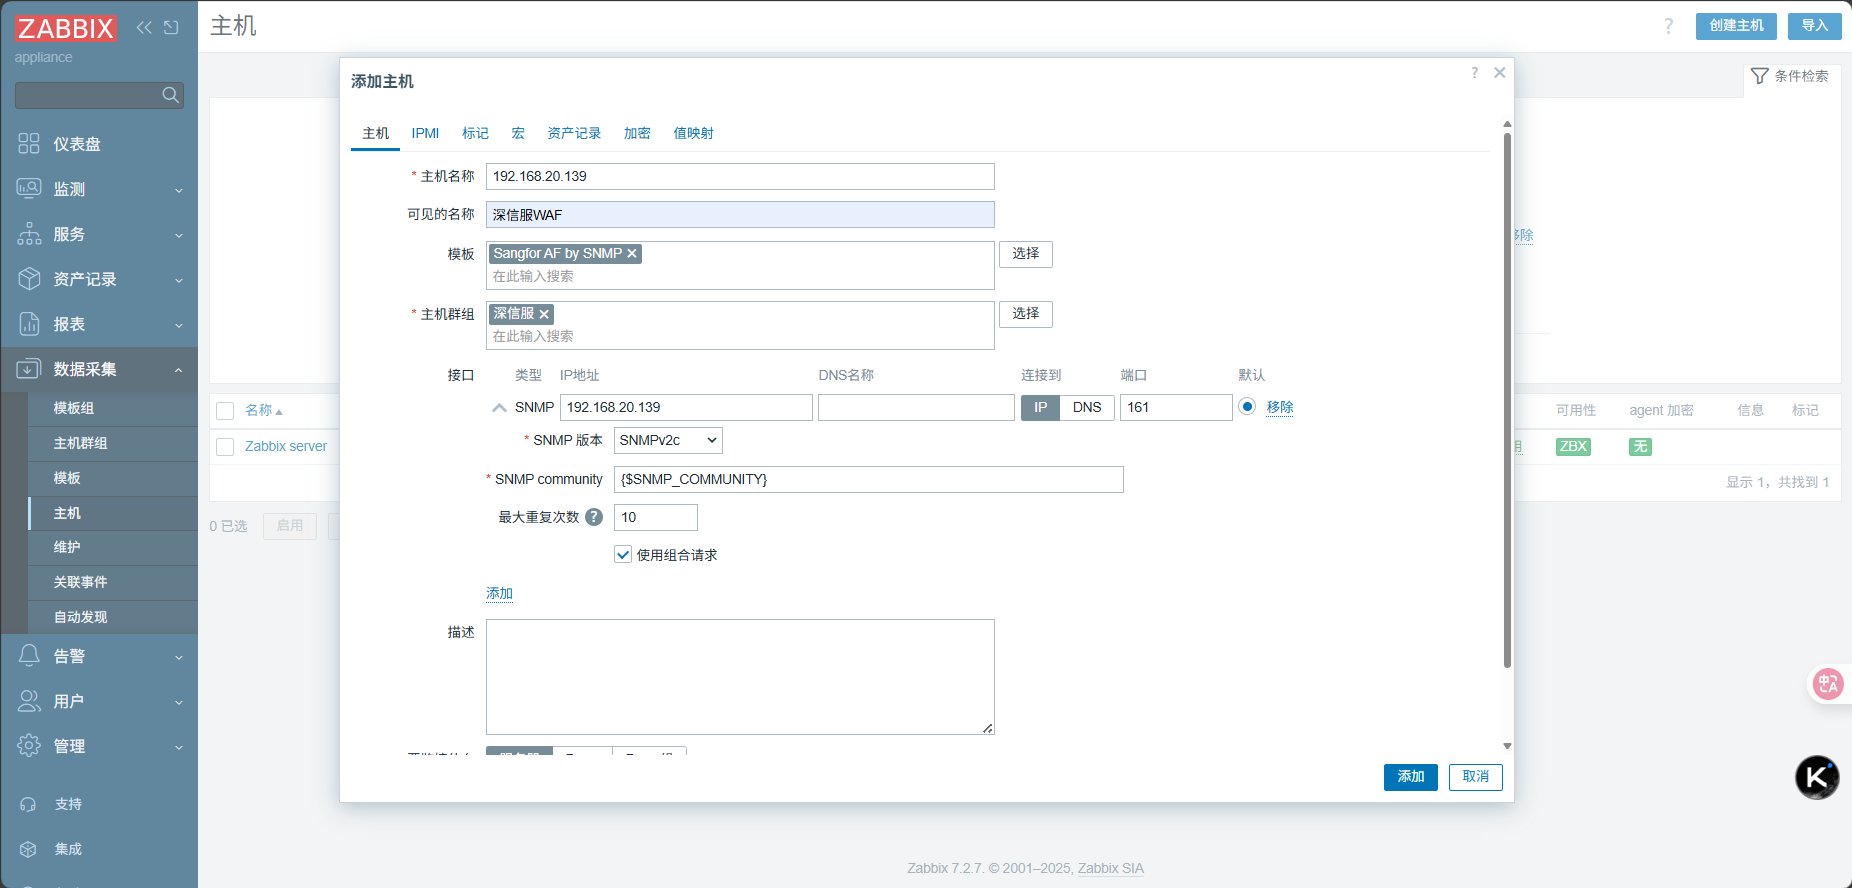 ZABBIX
appliance
仪表盘
监测
服务
资产记录
报表
数据采集
模板组
主机群组
模板
主机
维护
关联事件
自动发现
告警
用户
管理
支持
集成
主机
?
创建主机
导入
条件检索
添加主机
?
主机 IPMI 标记 宏 资产记录 加密 值映射
* 主机名称 192.168.20.139
可见的名称 深信服WAF
模板 Sangfor AF by SNMP
在此输入搜索
选择
* 主机群组 深信服
在此输入搜索
选择
接口 类型 IP地址 DNS名称 连接到 端口 默认
SNMP 192.168.20.139 IP DNS 161 移除
* SNMP 版本 SNMPv2c
* SNMP community {$SNMP_COMMUNITY}
最大重复次数 ? 10
使用组合请求
添加
描述
添加
取消
移除
名称
可用性 agent 加密 信息 标记
Zabbix server
用 ZBX 无
显示 1，共找到 1
0 已选 启用
Zabbix 7.2.7. © 2001–2025, Zabbix SIA